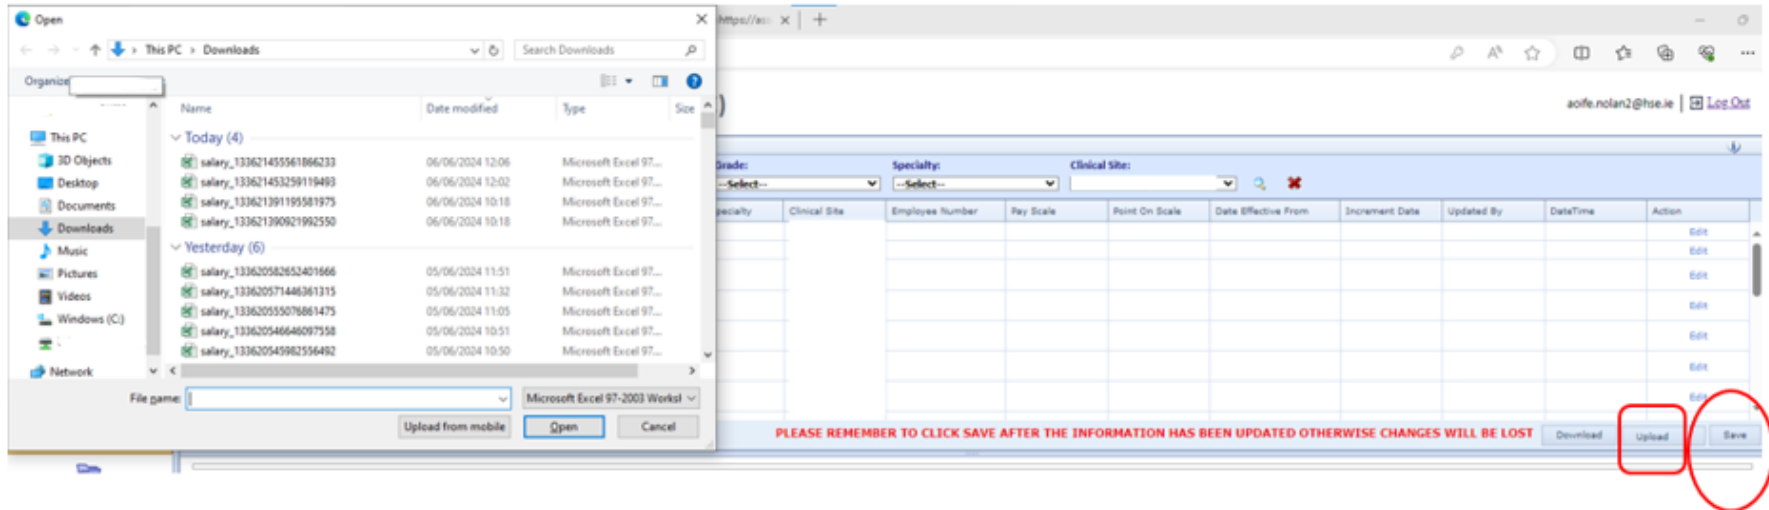 Open
https://as
This PC > Downloads
Search Downloads
Organize
Name Date modified Type Size
This PC
3D Objects
Desktop
Documents
Downloads
Music
Pictures
Videos
Windows (C:)
Network
Today (4)
salary_133621455561866233 06/06/2024 12:06 Microsoft Excel 97...
salary_133621453259119493 06/06/2024 12:02 Microsoft Excel 97...
salary_133621391195581975 06/06/2024 10:18 Microsoft Excel 97...
salary_133621390921992550 06/06/2024 10:18 Microsoft Excel 97...
Yesterday (6)
salary_133620582652401666 05/06/2024 11:51 Microsoft Excel 97...
salary_133620571446361315 05/06/2024 11:32 Microsoft Excel 97...
salary_133620555076861475 05/06/2024 11:05 Microsoft Excel 97...
salary_133620546646097558 05/06/2024 10:51 Microsoft Excel 97...
salary_133620545982556492 05/06/2024 10:50 Microsoft Excel 97...
File name: Microsoft Excel 97-2003 Worksl
Upload from mobile Open Cancel
aoife.nolan2@hse.ie | Log Out
Grade: Specialty: Clinical Site:
--Select-- --Select--
pecialty Clinical Site Employee Number Pay Scale Point On Scale Date Effective From Increment Date Updated By DateTime Action
Edit
Edit
Edit
Edit
Edit
Edit
Edit
PLEASE REMEMBER TO CLICK SAVE AFTER THE INFORMATION HAS BEEN UPDATED OTHERWISE CHANGES WILL BE LOST Download Upload Save